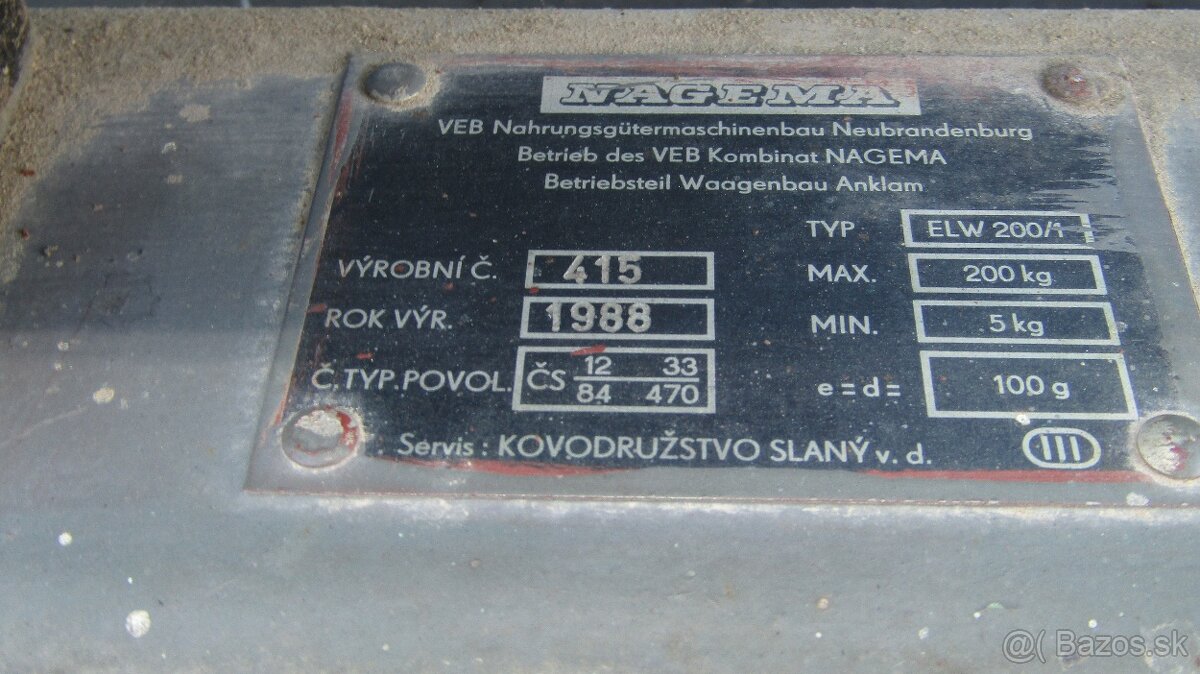 NAGEMA
VEB Nahrungsgütermaschinenbau Neubrandenburg
Betrieb des VEB Kombinat NAGEMA
Betriebsteil Waagenbau Anklam
TYP ELW 200/1
VÝROBNÍ Č. 415 MAX. 200 kg
ROK VÝR. 1988 MIN. 5 kg
Č.TYP.POVOL. ČS 12 33 e = d = 100 g
84 470
Servis : KOVODRUŽSTVO SLANÝ v. d. III
@( Bazos.sk